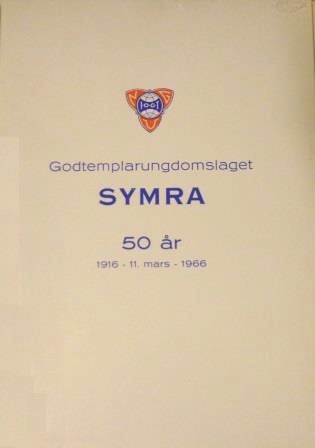 N G
U
Godtemplarungdomslaget
SYMRA
50 år
1916 - 11. mars - 1966